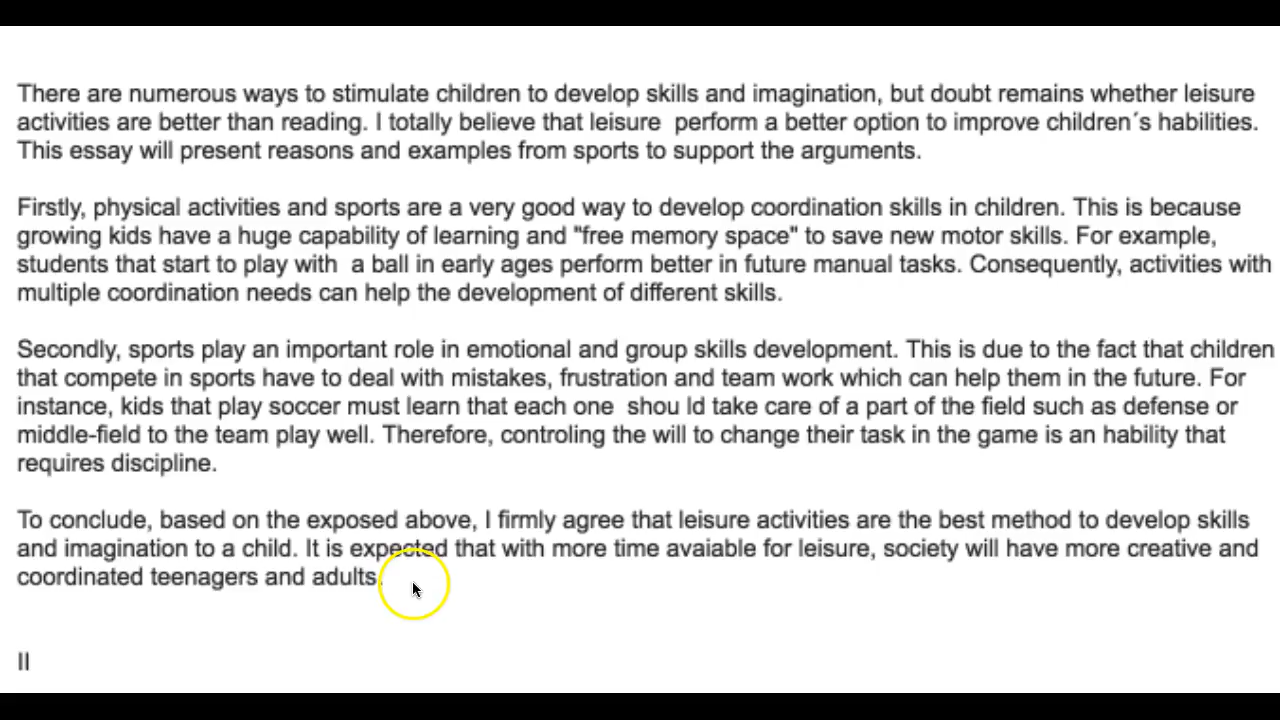 There are numerous ways to stimulate children to develop skills and imagination, but doubt remains whether leisure
activities are better than reading. I totally believe that leisure  perform a better option to improve children´s habilities.
This essay will present reasons and examples from sports to support the arguments.
Firstly, physical activities and sports are a very good way to develop coordination skills in children. This is because
growing kids have a huge capability of learning and "free memory space" to save new motor skills. For example,
students that start to play with  a ball in early ages perform better in future manual tasks. Consequently, activities with
multiple coordination needs can help the development of different skills.
Secondly, sports play an important role in emotional and group skills development. This is due to the fact that children
that compete in sports have to deal with mistakes, frustration and team work which can help them in the future. For
instance, kids that play soccer must learn that each one  shou ld take care of a part of the field such as defense or
middle-field to the team play well. Therefore, controling the will to change their task in the game is an hability that
requires discipline.
To conclude, based on the exposed above, I firmly agree that leisure activities are the best method to develop skills
and imagination to a child. It is expected that with more time avaiable for leisure, society will have more creative and
coordinated teenagers and adults.
II